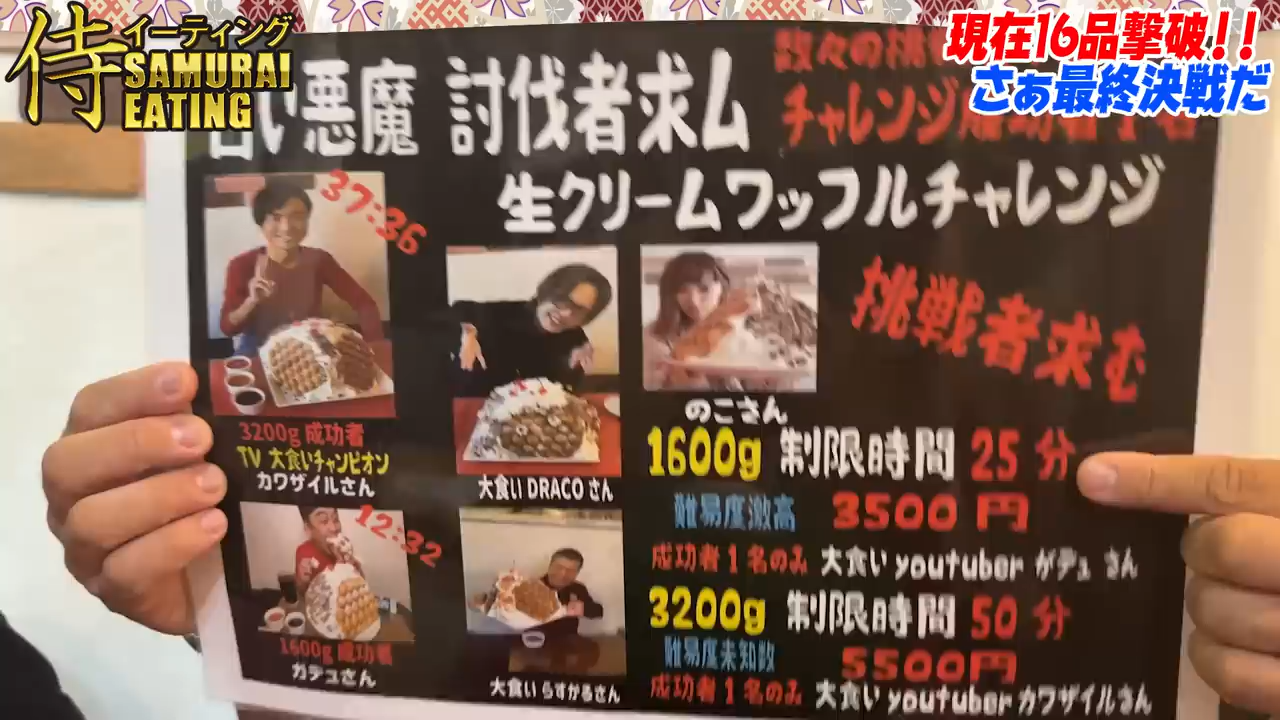 侍イーティング
SAMURAI
EATING
現在16品撃破!!
さぁ最終決戦だ
い悪魔 討伐者求ム
数々の挑
チャレンジ
生クリームワッフルチャレンジ
挑戦者求む
37:36
3200g 成功者
TV 大食いチャンピオン
カワザイルさん
大食い DRACO さん
のこさん
12:32
1600g 成功者
ガデュさん
大食い らすかるさん
1600g 制限時間 25 分
難易度激高 3500 円
成功者1名のみ 大食い youtuber ガデュ さん
3200g 制限時間 50 分
難易度未知数 5500円
成功者1名のみ 大食い youtuber カワザイルさん